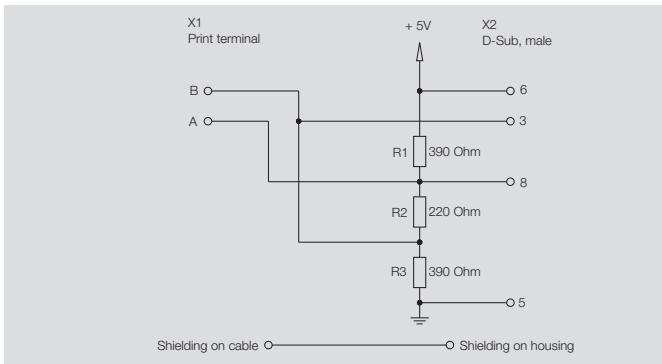 X1
Print terminal
+ 5V
X2
D-Sub, male
B
6
A
3
R1
390 Ohm
8
R2
220 Ohm
R3
390 Ohm
5
Shielding on cable
Shielding on housing